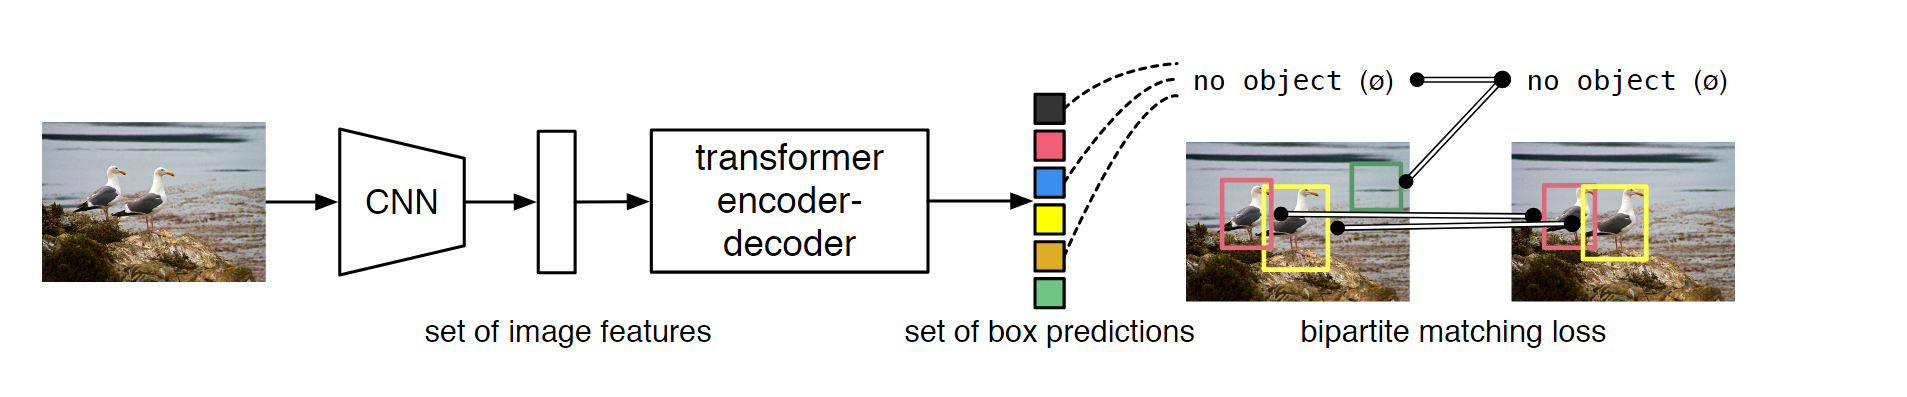 CNN
transformer
encoder-
decoder
no object (ø)
no object (ø)
set of image features
set of box predictions
bipartite matching loss